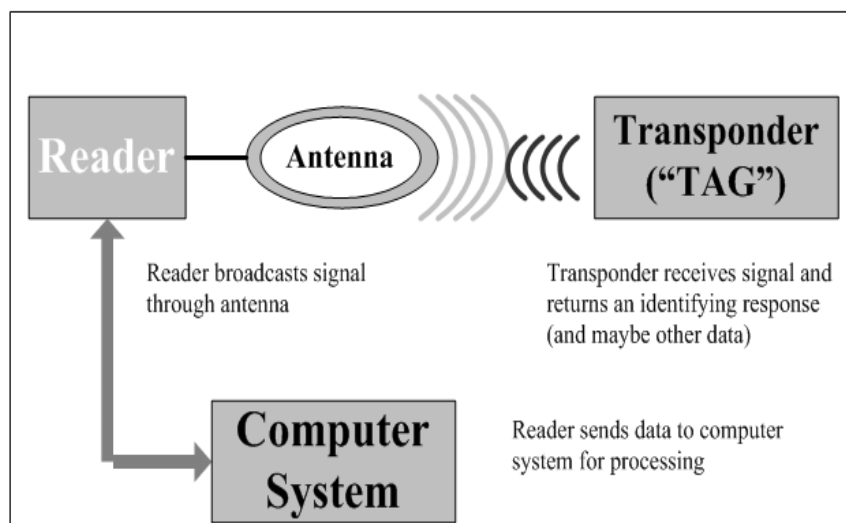 Reader
Antenna
Transponder
(“TAG”)
Reader broadcasts signal
through antenna
Transponder receives signal and
returns an identifying response
(and maybe other data)
Computer
System
Reader sends data to computer
system for processing